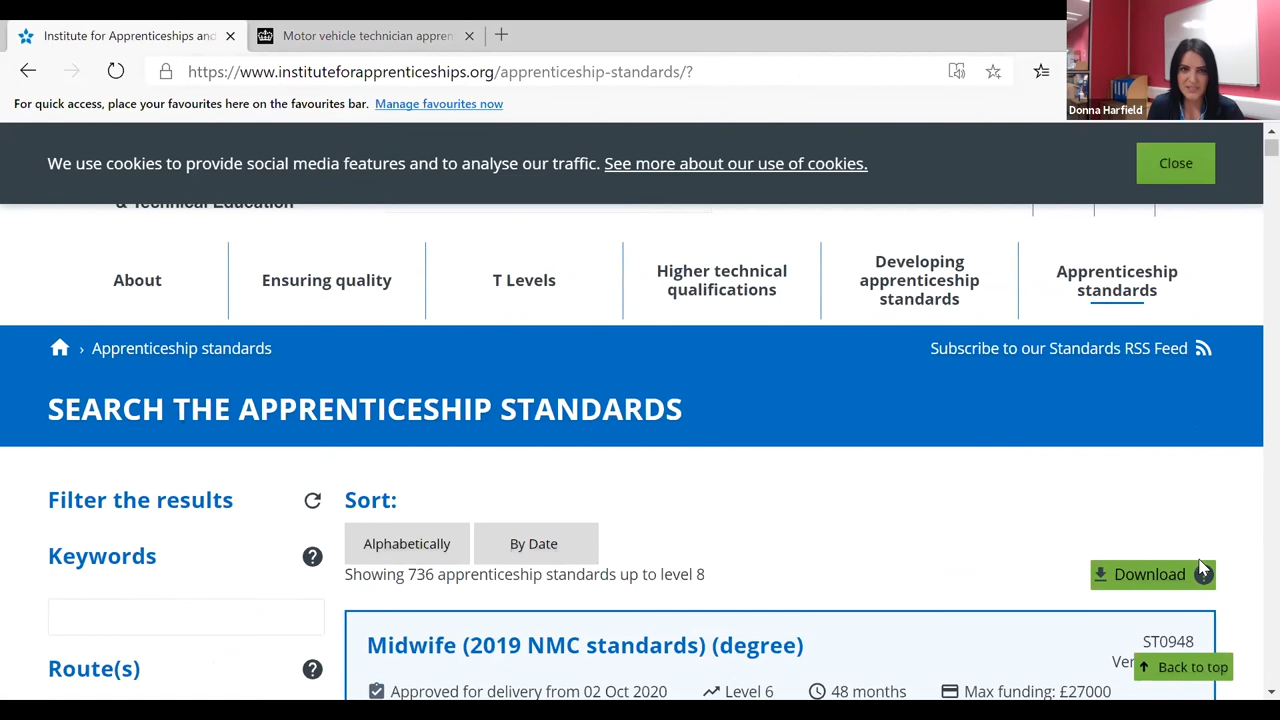 Institute for Apprenticeships and
Motor vehicle technician appren
https://www.instituteforapprenticeships.org/apprenticeship-standards/?
For quick access, place your favourites here on the favourites bar. Manage favourites now
Donna Harfield
We use cookies to provide social media features and to analyse our traffic. See more about our use of cookies.
Close
& Technical Education
About
Ensuring quality
T Levels
Higher technical
qualifications
Developing
apprenticeship
standards
Apprenticeship
standards
› Apprenticeship standards
Subscribe to our Standards RSS Feed
SEARCH THE APPRENTICESHIP STANDARDS
Filter the results
Sort:
Keywords ?
Alphabetically
By Date
Showing 736 apprenticeship standards up to level 8
Download
Midwife (2019 NMC standards) (degree)
ST0948
Ver
Back to top
Route(s) ?
Approved for delivery from 02 Oct 2020
Level 6
48 months
Max funding: £27000